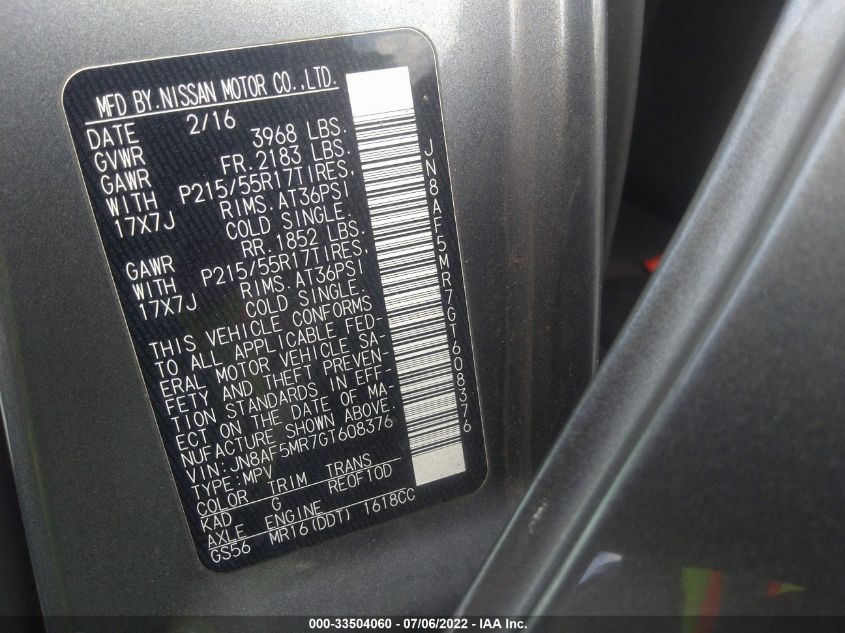 MFD BY.NISSAN MOTOR CO.,LTD.
DATE 2/16
GVWR 3968 LBS.
GAWR FR.2183 LBS.
WITH P215/55R17TIRES,
17X7J RIMS.AT36PSI
COLD SINGLE.
GAWR RR.1852 LBS.
WITH P215/55R17TIRES,
17X7J RIMS.AT36PSI
COLD SINGLE.
THIS VEHICLE CONFORMS
TO ALL APPLICABLE FED-
ERAL MOTOR VEHICLE SA-
FETY AND THEFT PREVEN-
TION STANDARDS IN EFF-
ECT ON THE DATE OF MA-
NUFACTURE SHOWN ABOVE.
VIN:JN8AF5MR7GT608376
TYPE:MPV
COLOR TRIM TRANS
KAD G RE0F10D
AXLE ENGINE
GS56 MR16(DDT) 1618CC
JN8AF5MR7GT608376
000-33504060 - 07/06/2022 - IAA Inc.